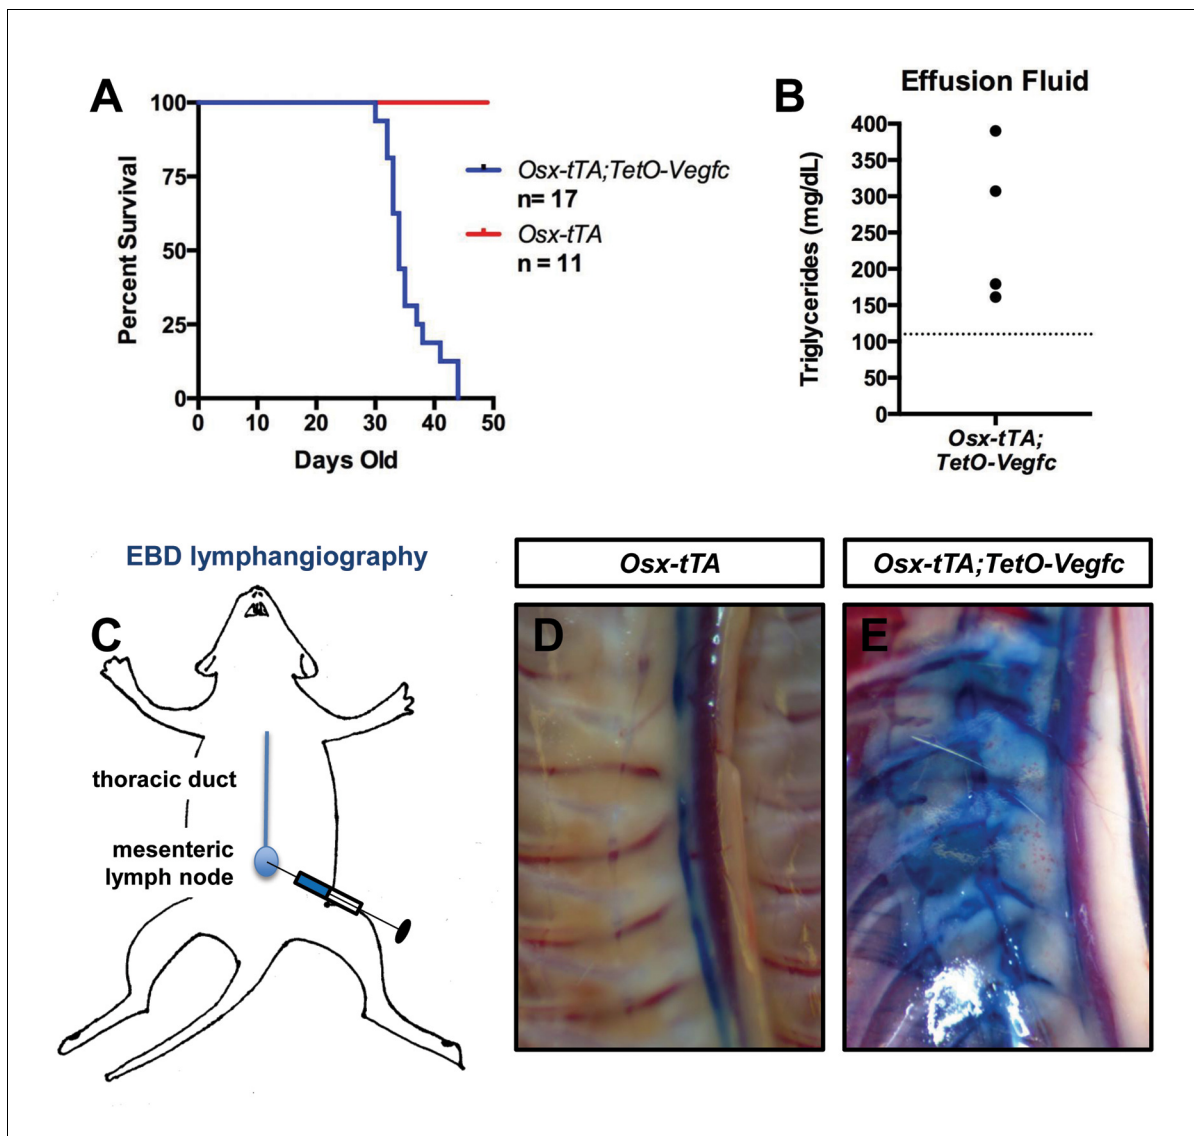 A
100
75
50
25
0
Percent Survival
0 10 20 30 40 50
Days Old
Osx-tTA;TetO-Vegfc
n= 17
Osx-tTA
n = 11
B
Effusion Fluid
400
350
300
250
200
150
100
50
0
Triglycerides (mg/dL)
Osx-tTA;
TetO-Vegfc
EBD lymphangiography
C
thoracic duct
mesenteric
lymph node
Osx-tTA
D
Osx-tTA;TetO-Vegfc
E